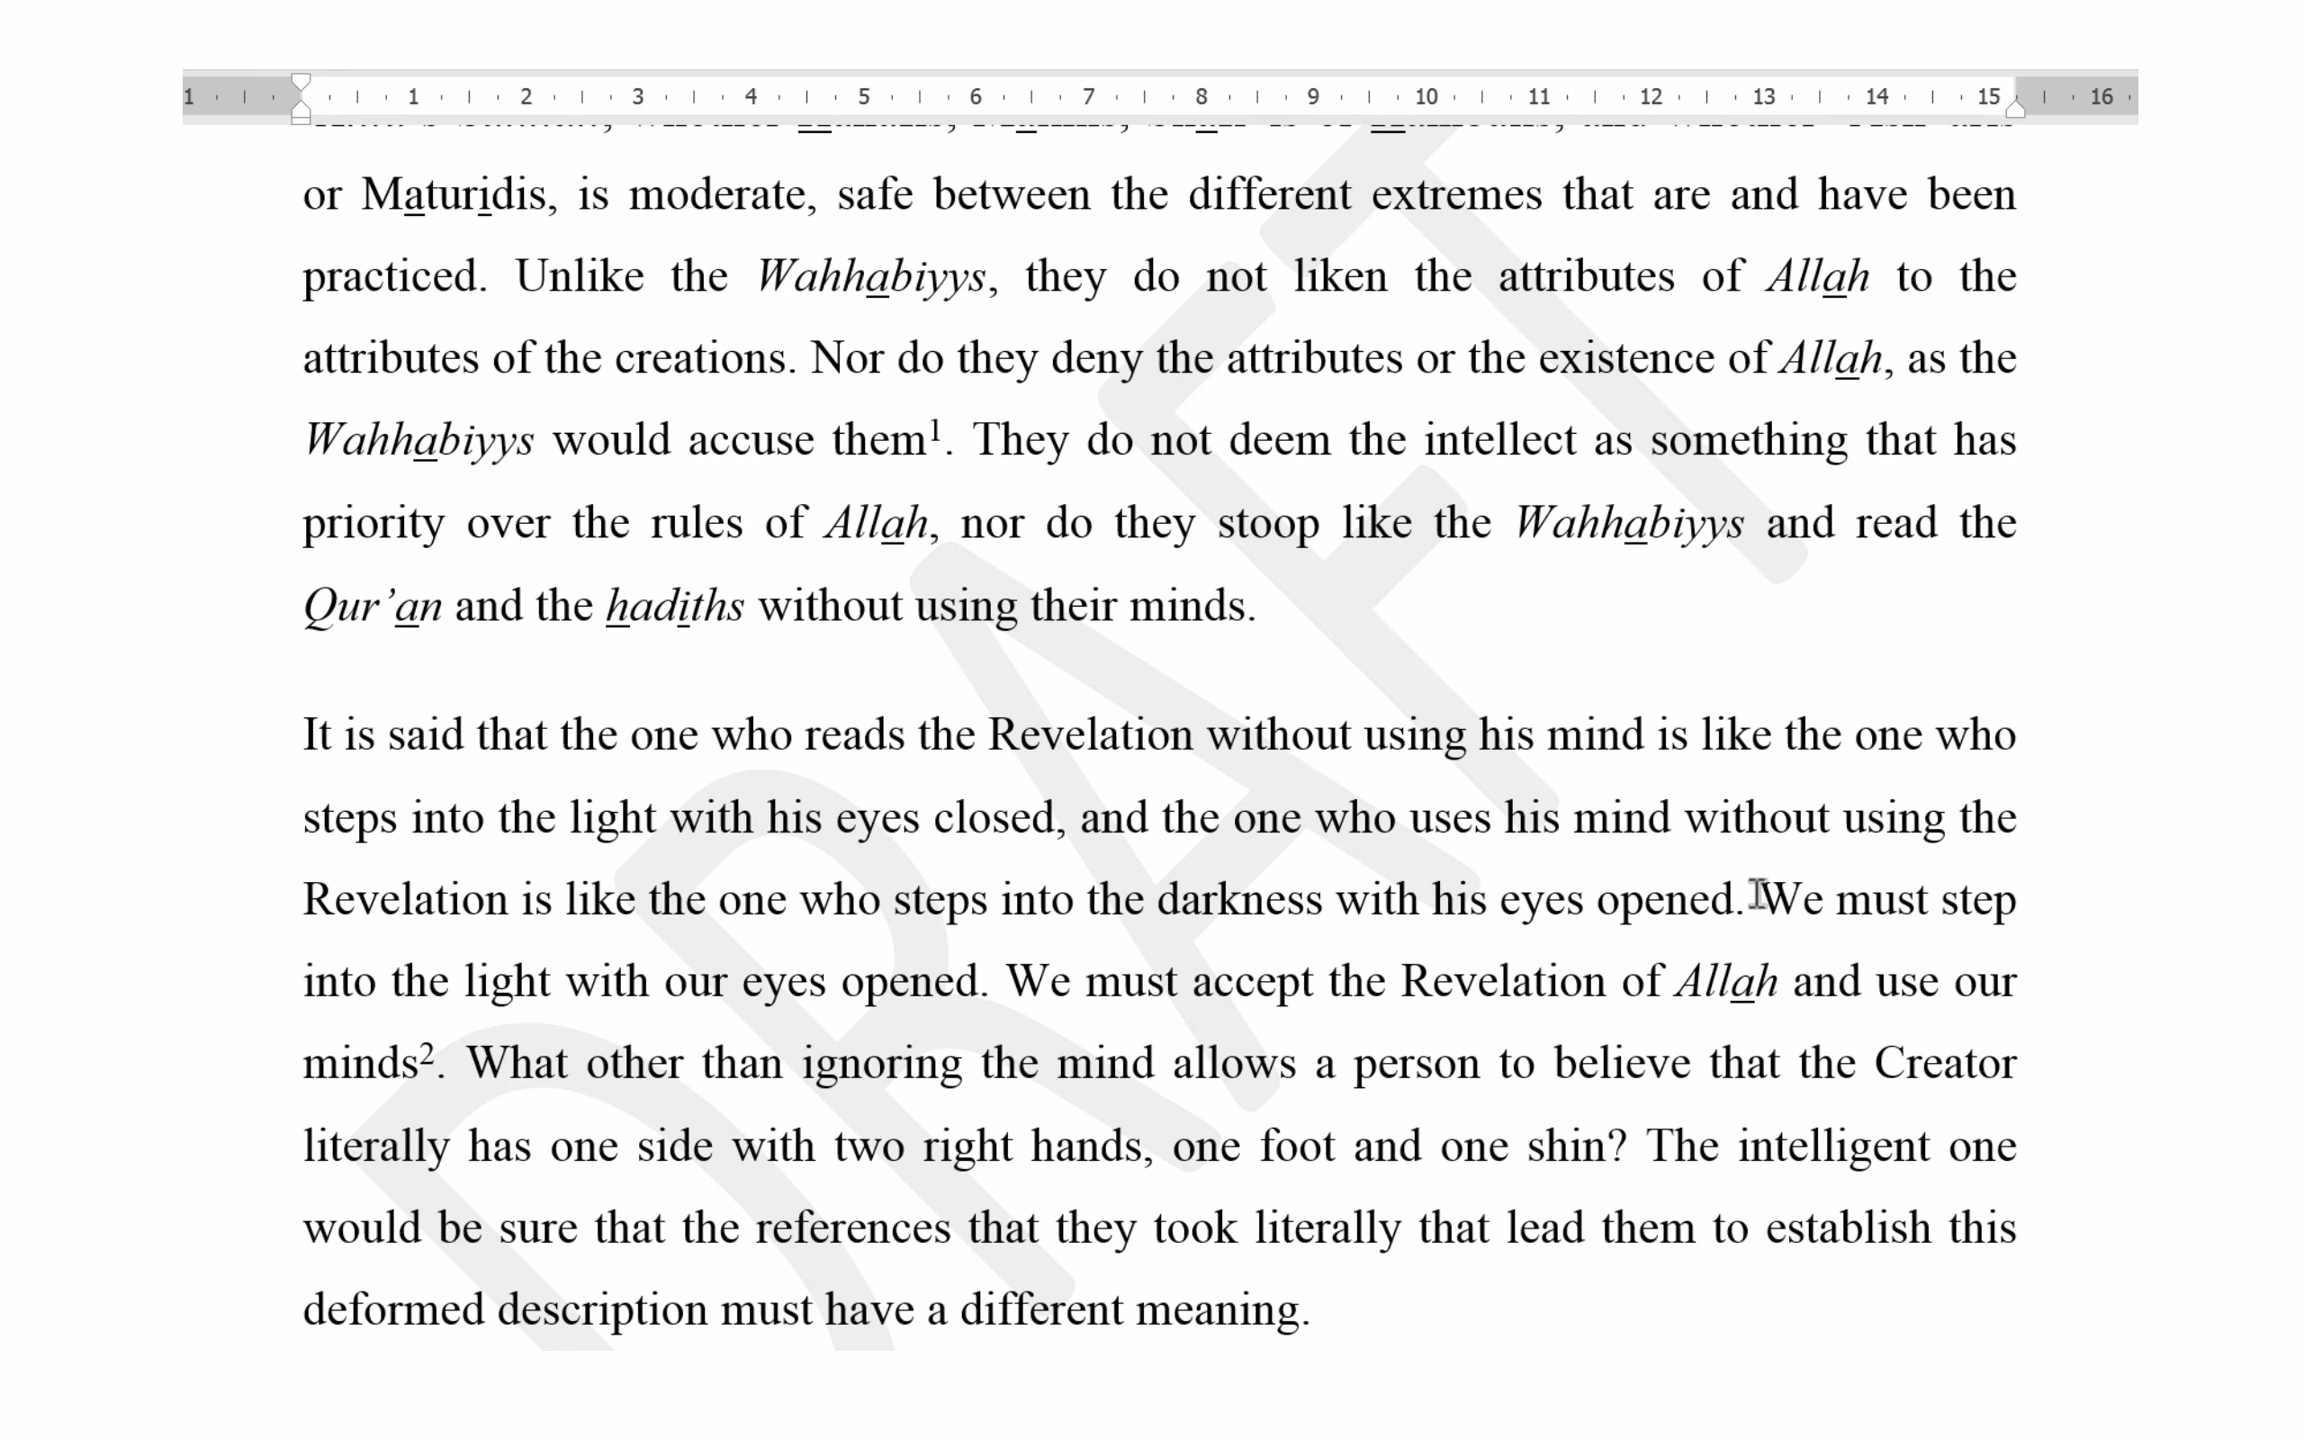 1 1 2 3 4 5 6 7 8 9 10 11 12 13 14 15 16
or Maturidis, is moderate, safe between the different extremes that are and have been
practiced. Unlike the Wahhabiyys, they do not liken the attributes of Allah to the
attributes of the creations. Nor do they deny the attributes or the existence of Allah, as the
Wahhabiyys would accuse them¹. They do not deem the intellect as something that has
priority over the rules of Allah, nor do they stoop like the Wahhabiyys and read the
Qur’an and the hadiths without using their minds.
It is said that the one who reads the Revelation without using his mind is like the one who
steps into the light with his eyes closed, and the one who uses his mind without using the
Revelation is like the one who steps into the darkness with his eyes opened. We must step
into the light with our eyes opened. We must accept the Revelation of Allah and use our
minds². What other than ignoring the mind allows a person to believe that the Creator
literally has one side with two right hands, one foot and one shin? The intelligent one
would be sure that the references that they took literally that lead them to establish this
deformed description must have a different meaning.
DRAFT